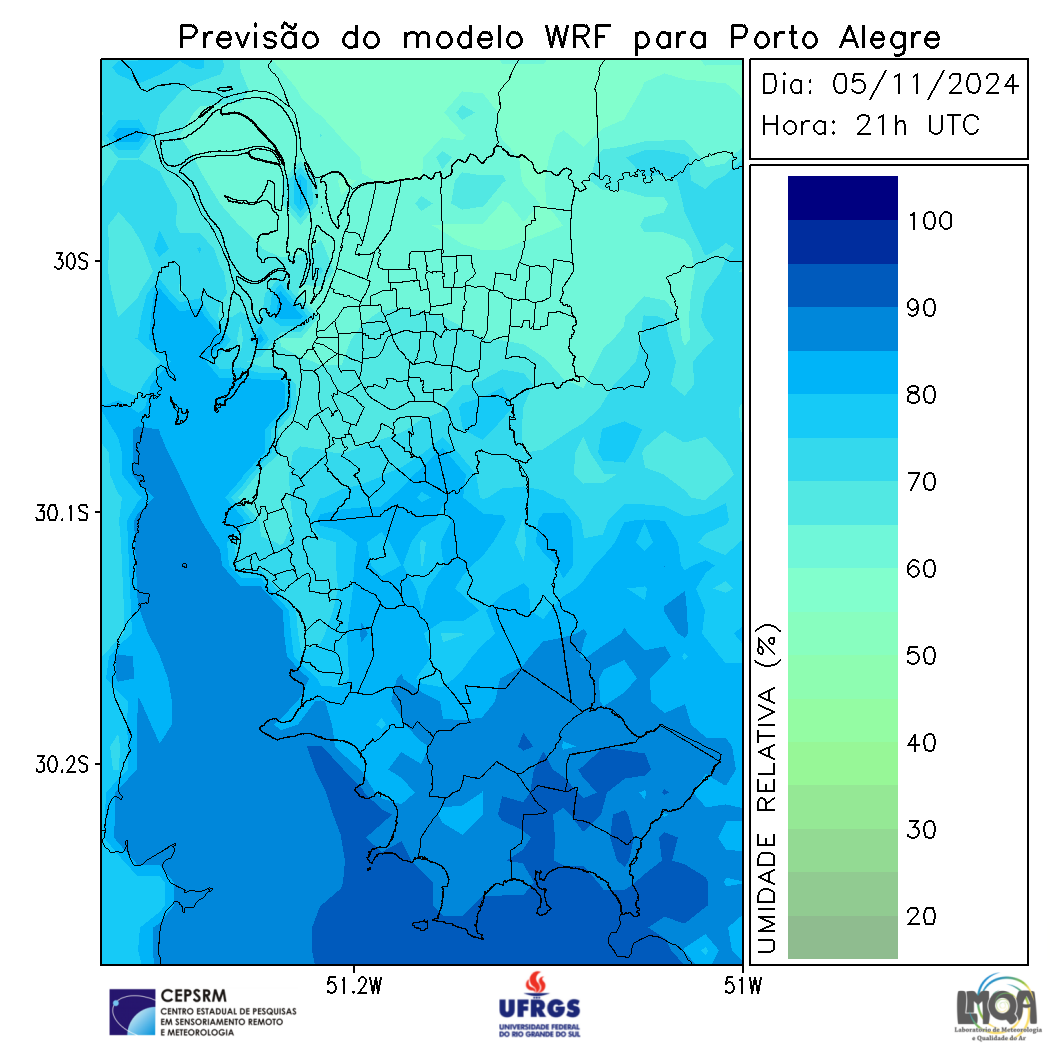 Previsão do modelo WRF para Porto Alegre
Dia: 05/11/2024
Hora: 21h UTC
100
90
80
70
60
50
40
30
20
UMIDADE RELATIVA (%)
30S
30.1S
30.2S
51.2W
51W
CEPSRM
CENTRO ESTADUAL DE PESQUISAS
EM SENSORIAMENTO REMOTO
E METEOROLOGIA
UFRGS
UNIVERSIDADE FEDERAL
DO RIO GRANDE DO SUL
LMQA
Laboratório de Meteorologia
e Qualidade do Ar